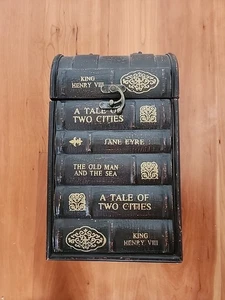 KING
HENRY VIII
A TALE OF
TWO CITIES
JANE EYRE
THE OLD MAN
AND THE SEA
A TALE OF
TWO CITIES
KING
HENRY VIII